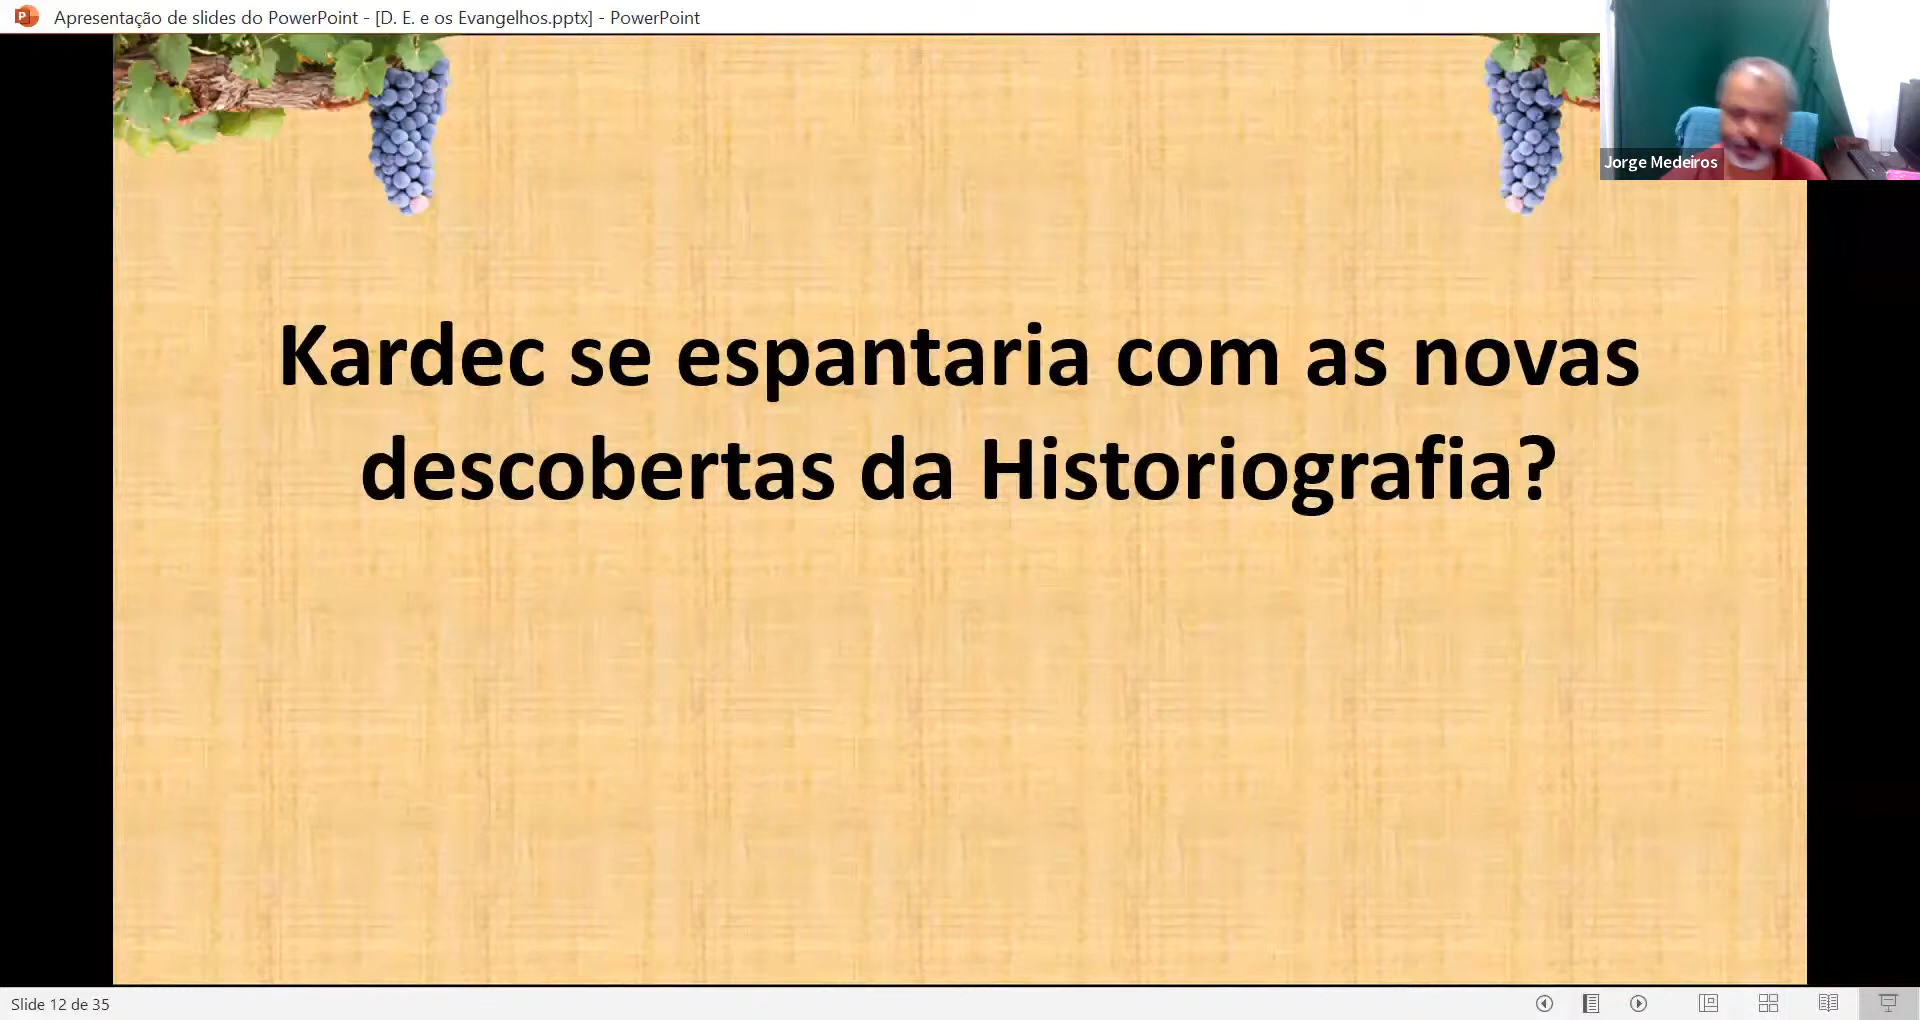 Apresentação de slides do PowerPoint - [D. E. e os Evangelhos.pptx] - PowerPoint
Jorge Medeiros
Kardec se espantaria com as novas
descobertas da Historiografia?
Slide 12 de 35